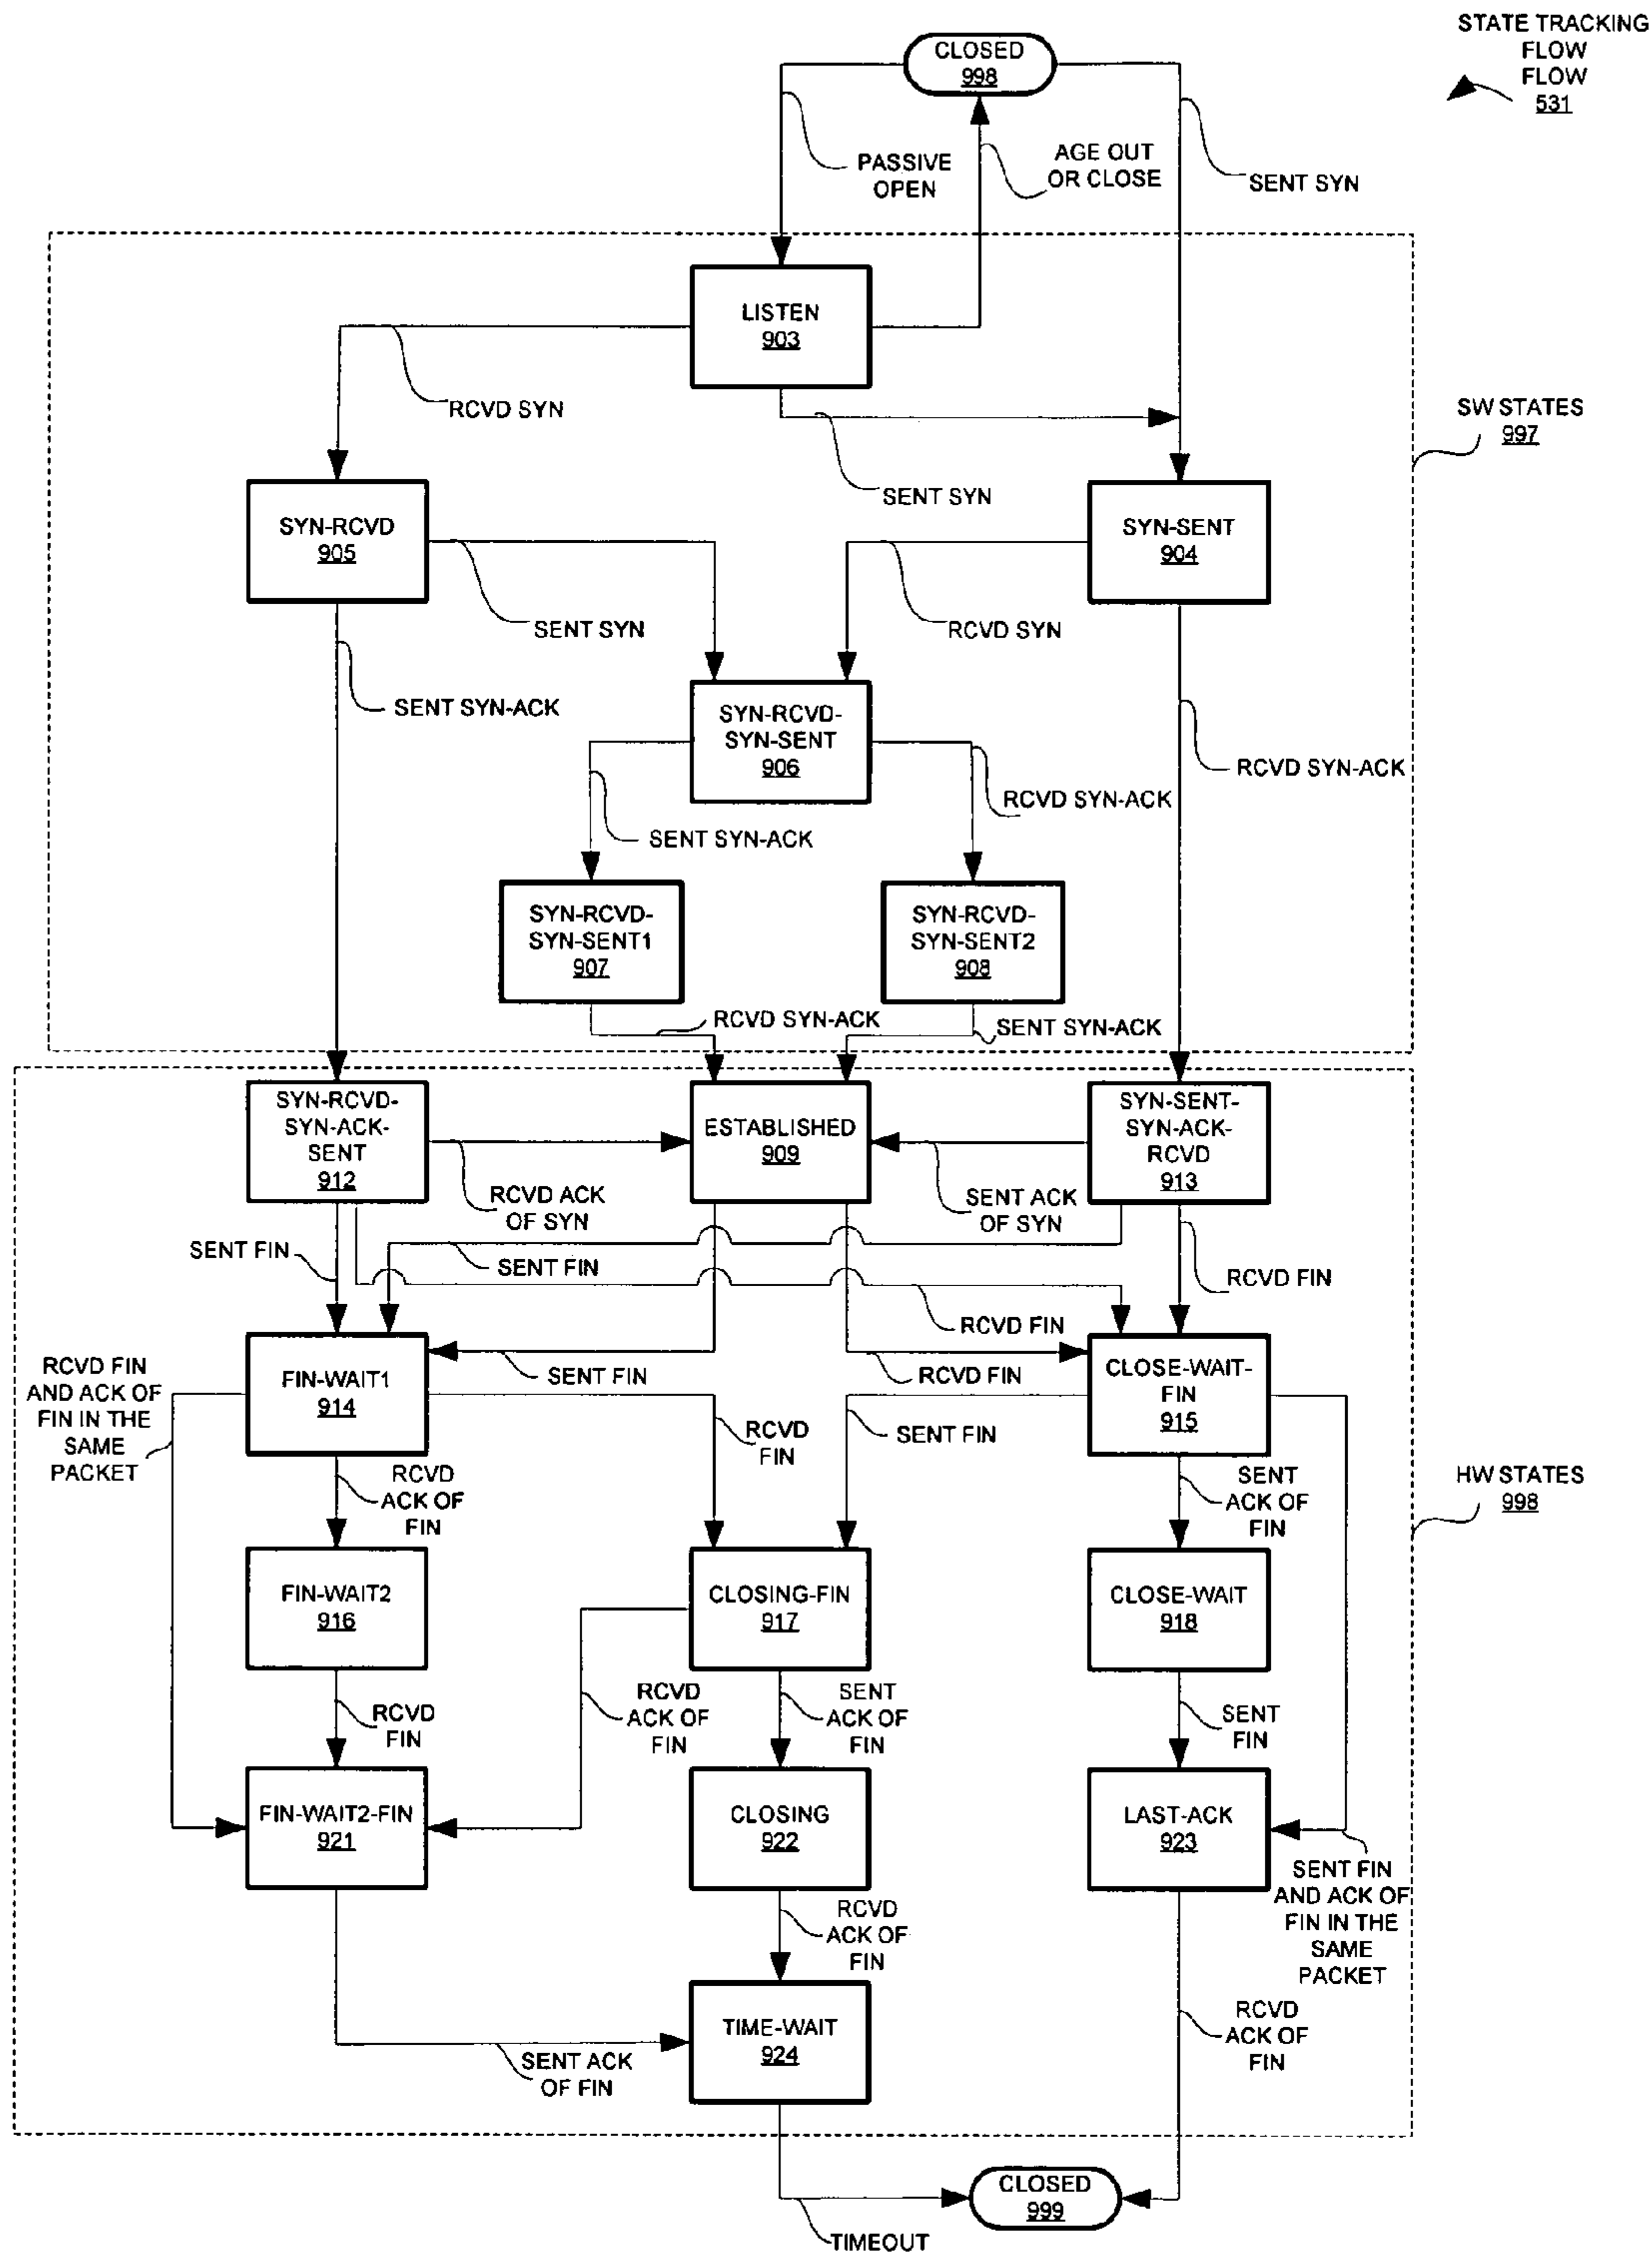 STATE TRACKING
FLOW
FLOW
531
CLOSED
998
PASSIVE
OPEN
AGE OUT
OR CLOSE
SENT SYN
LISTEN
903
RCVD SYN
SENT SYN
SW STATES
997
SYN-RCVD
905
SYN-SENT
904
SENT SYN
RCVD SYN
SENT SYN-ACK
SYN-RCVD-
SYN-SENT
906
RCVD SYN-ACK
RCVD SYN-ACK
SENT SYN-ACK
SYN-RCVD-
SYN-SENT1
907
SYN-RCVD-
SYN-SENT2
908
RCVD SYN-ACK
SENT SYN-ACK
SYN-RCVD-
SYN-ACK-
SENT
912
ESTABLISHED
909
SYN-SENT-
SYN-ACK-
RCVD
913
RCVD ACK
OF SYN
SENT ACK
OF SYN
SENT FIN
SENT FIN
RCVD FIN
RCVD FIN
RCVD FIN
AND ACK OF
FIN IN THE
SAME
PACKET
FIN-WAIT1
914
SENT FIN
RCVD FIN
CLOSE-WAIT-
FIN
915
RCVD
FIN
SENT FIN
RCVD
ACK OF
FIN
SENT
ACK OF
FIN
HW STATES
998
FIN-WAIT2
916
CLOSING-FIN
917
CLOSE-WAIT
918
RCVD
FIN
RCVD
ACK OF
FIN
SENT
ACK OF
FIN
SENT
FIN
FIN-WAIT2-FIN
921
CLOSING
922
LAST-ACK
923
SENT FIN
AND ACK OF
FIN IN THE
SAME
PACKET
RCVD
ACK OF
FIN
TIME-WAIT
924
RCVD
ACK OF
FIN
SENT ACK
OF FIN
CLOSED
999
TIMEOUT